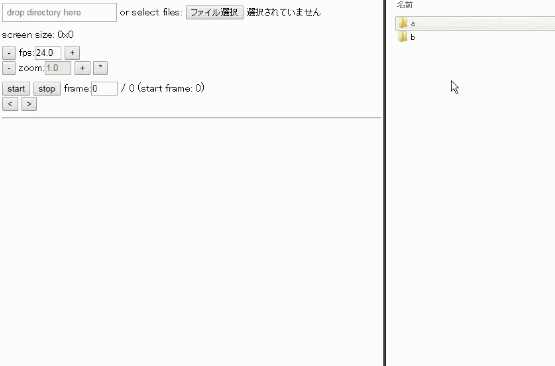 drop directory here or select files: ファイル選択 選択されていません
screen size: 0x0
- fps: 24.0 +
- zoom: 1.0 + *
start stop frame: 0 / 0 (start frame: 0)
< >
名前
a
b